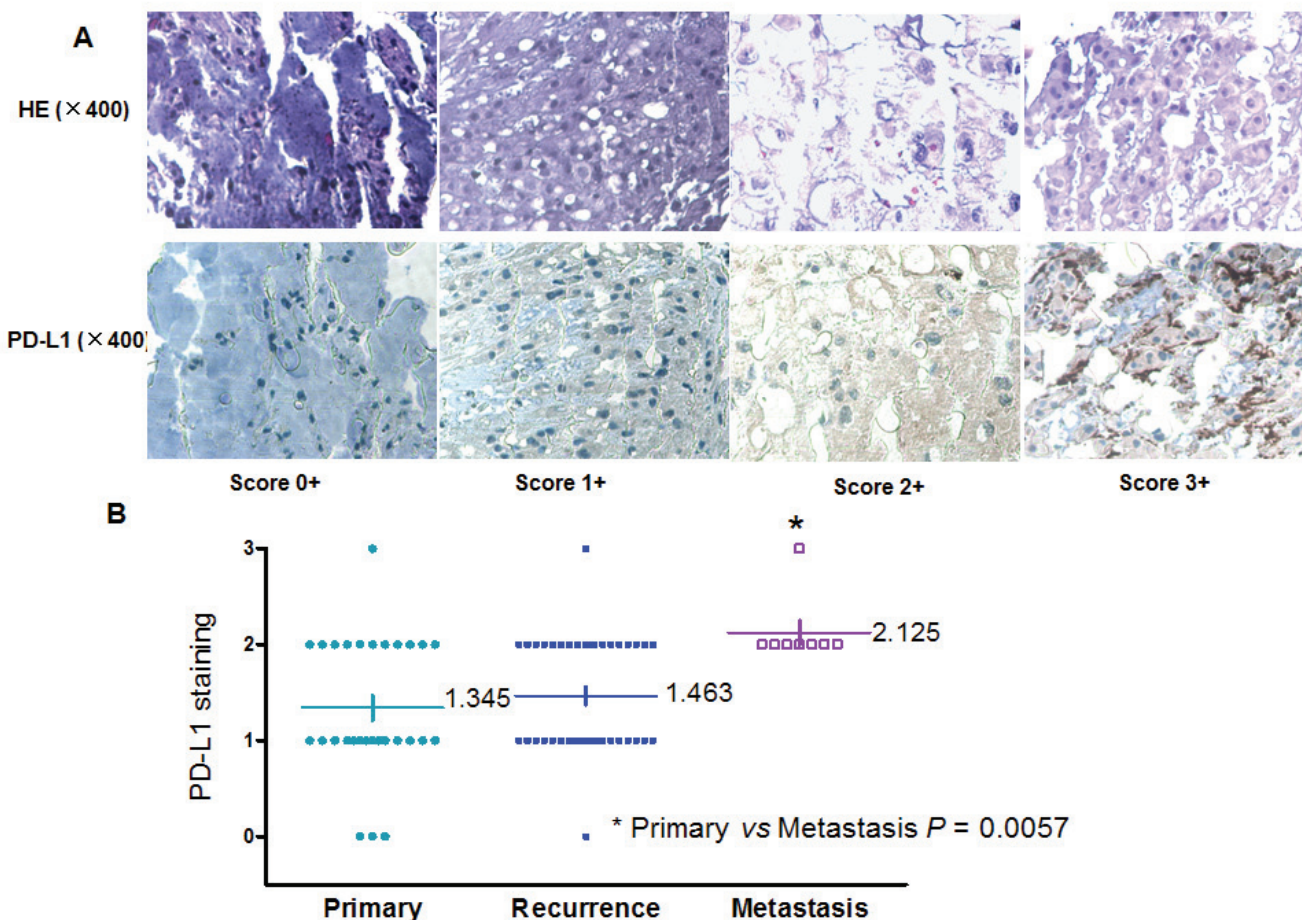 A
HE (×400)
PD-L1 (×400)
Score 0+
Score 1+
Score 2+
Score 3+
B
*
3
2
1
0
PD-L1 staining
1.345
1.463
2.125
* Primary vs Metastasis P = 0.0057
Primary
Recurrence
Metastasis